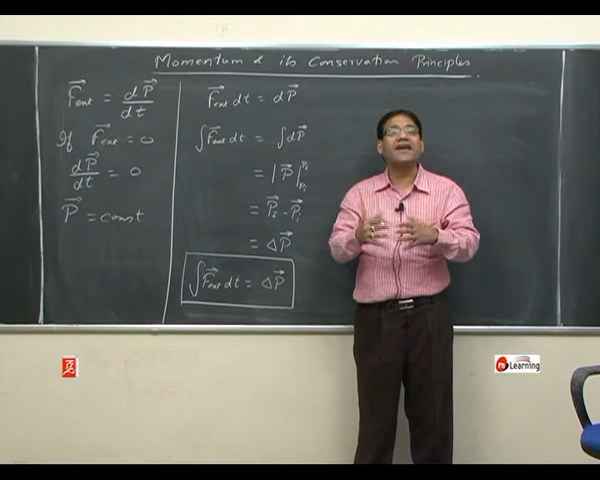 Momentum & its Conservation Principles.
F⃗ext = dP⃗/dt
If F⃗ext = 0
dP⃗/dt = 0
P⃗ = const
F⃗ext dt = dP⃗
∫F⃗ext dt = ∫dP⃗
= |P⃗|
= P⃗f - P⃗i
= ΔP⃗
∫F⃗ext dt = ΔP⃗
Learning